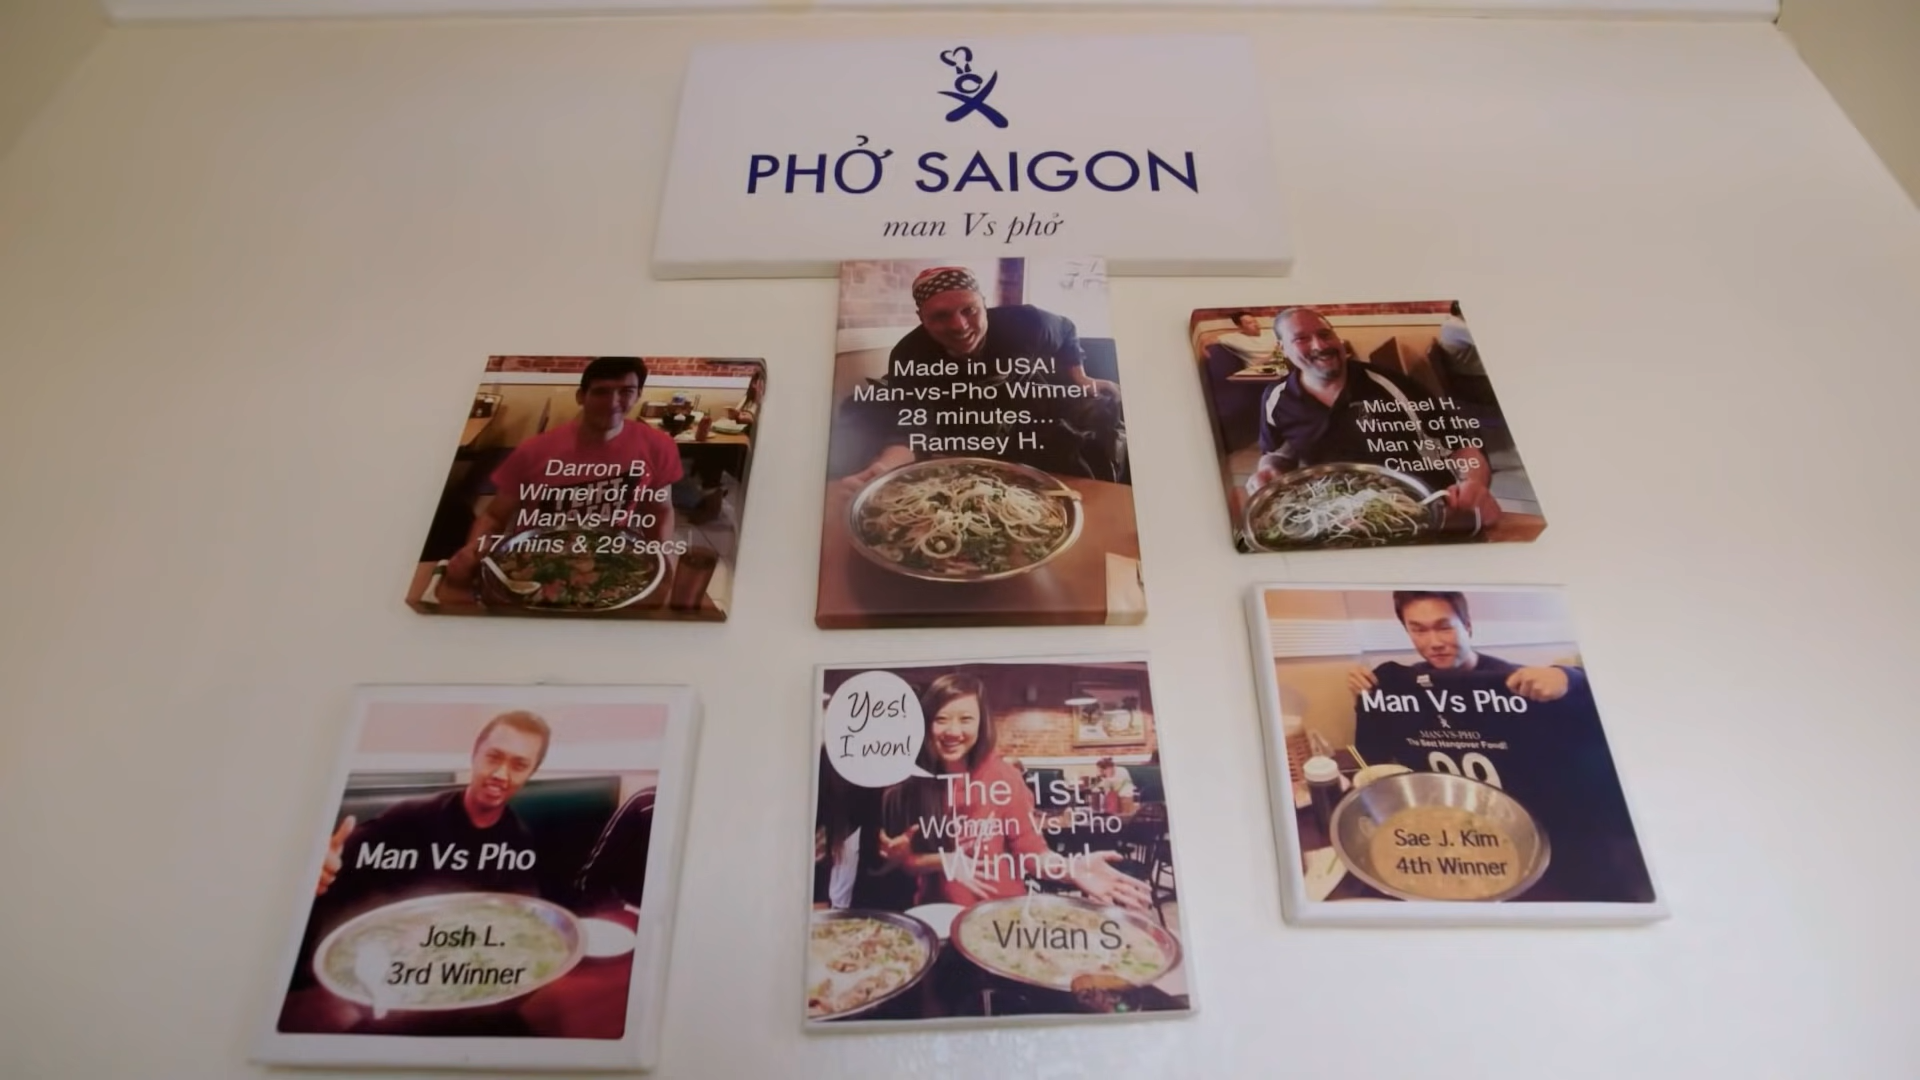 PHỞ SAIGON
man Vs phở
Made in USA!
Man-vs-Pho Winner!
28 minutes...
Ramsey H.
Darron B.
Winner of the
Man-vs-Pho
17 mins & 29 secs
Michael H.
Winner of the
Man vs. Pho
Challenge
Man Vs Pho
Josh L.
3rd Winner
Yes!
I won!
The 1st
Woman Vs Pho
Winner!
Vivian S.
Man Vs Pho
MAN-VS-PHO
The Best Hangover Food!
Sae J. Kim
4th Winner